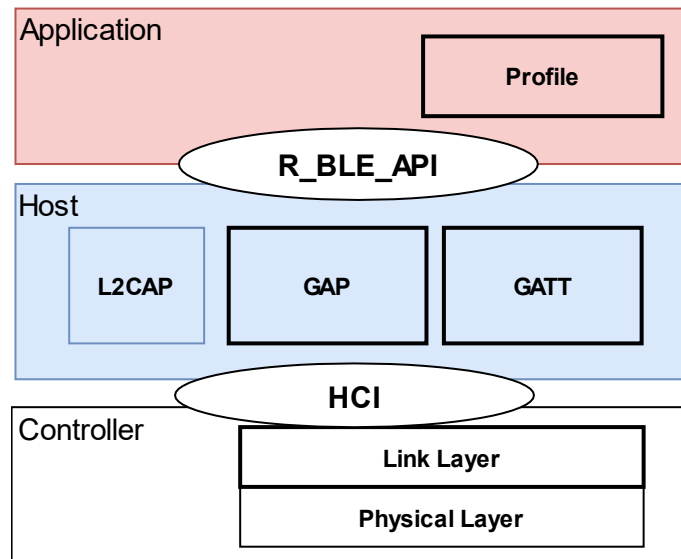 Application
Profile
R_BLE_API
Host
L2CAP
GAP
GATT
HCI
Controller
Link Layer
Physical Layer